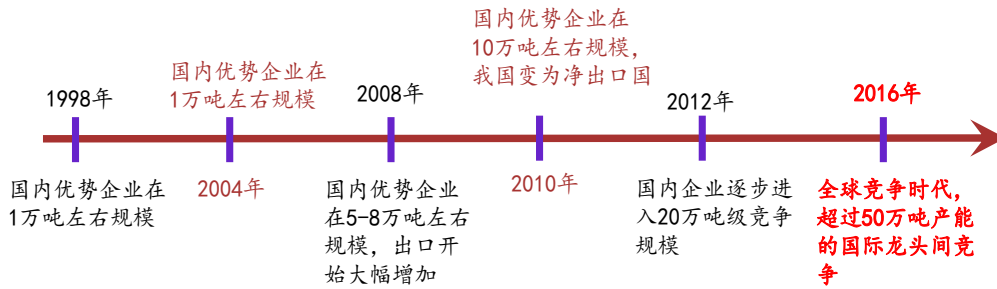 1998年
国内优势企业在
1万吨左右规模
国内优势企业在
1万吨左右规模
2004年
2008年
国内优势企业
在5-8万吨左右
规模，出口开
始大幅增加
国内优势企业在
10万吨左右规模，
我国变为净出口国
2010年
2012年
国内企业逐步进
入20万吨级竞争
规模
2016年
全球竞争时代，
超过50万吨产能
的国际龙头间竞
争